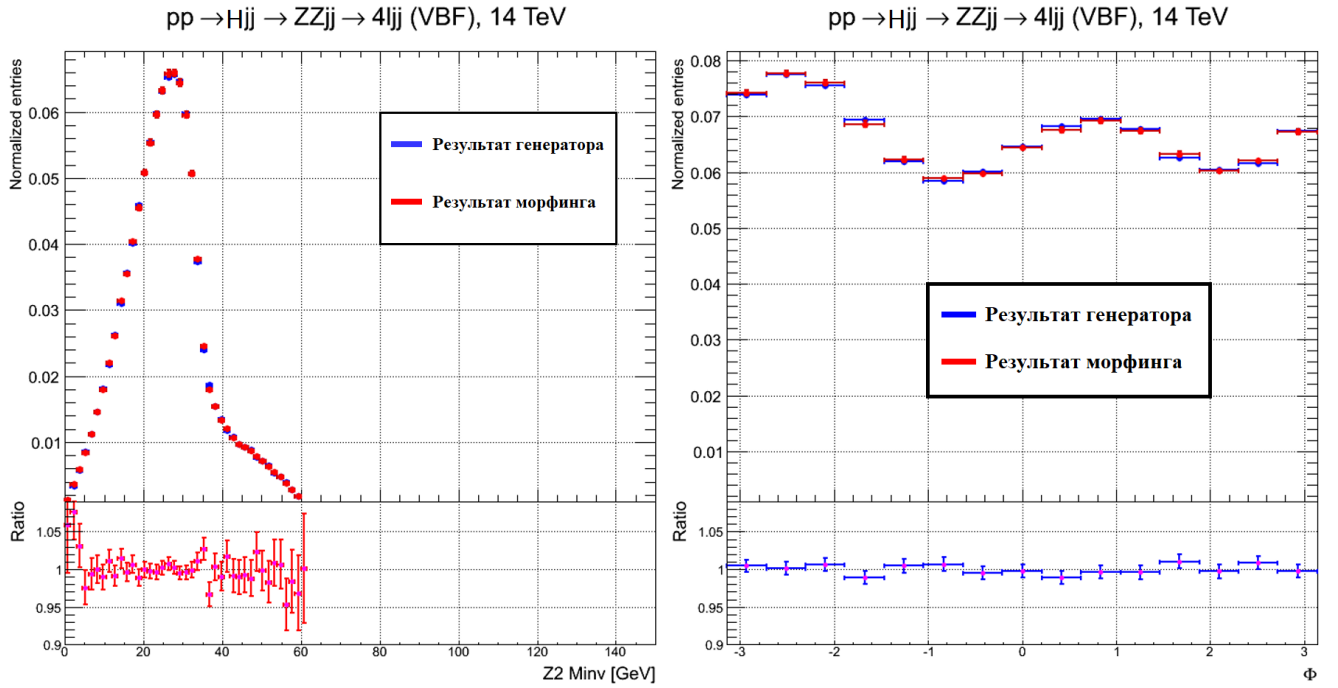 pp →Hjj → ZZjj → 4ljj (VBF), 14 TeV
Normalized entries
0.06
0.05
0.04
0.03
0.02
0.01
Результат генератора
Результат морфинга
Ratio
1.05
1
0.95
0.9
0 20 40 60 80 100 120 140
Z2 Minv [GeV]
pp →Hjj → ZZjj → 4ljj (VBF), 14 TeV
Normalized entries
0.08
0.07
0.06
0.05
0.04
0.03
0.02
0.01
Результат генератора
Результат морфинга
Ratio
1.05
1
0.95
0.9
-3 -2 -1 0 1 2 3
Φ